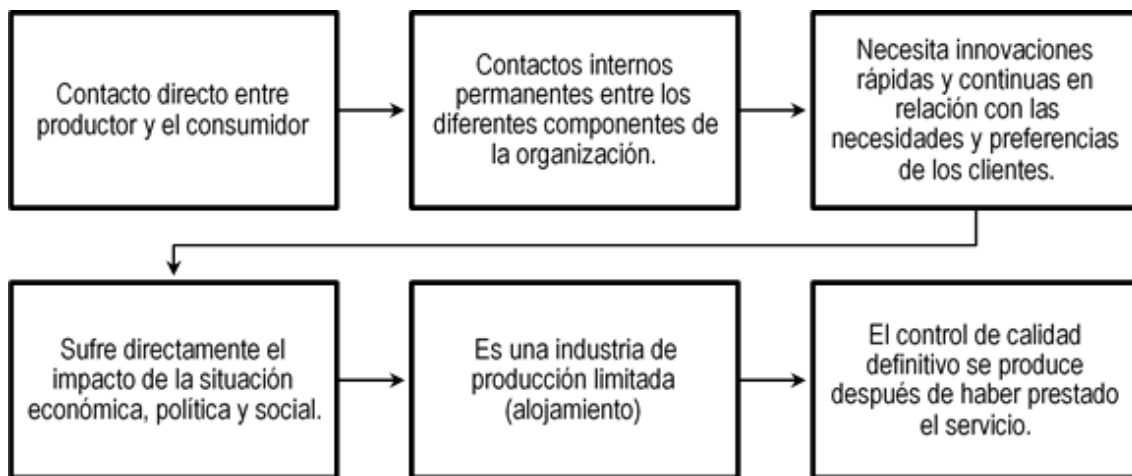 Contacto directo entre
productor y el consumidor
Contactos internos
permanentes entre los
diferentes componentes de
la organización.
Necesita innovaciones
rápidas y continuas en
relación con las
necesidades y preferencias
de los clientes.
Sufre directamente el
impacto de la situación
económica, política y social.
Es una industria de
producción limitada
(alojamiento)
El control de calidad
definitivo se produce
después de haber prestado
el servicio.